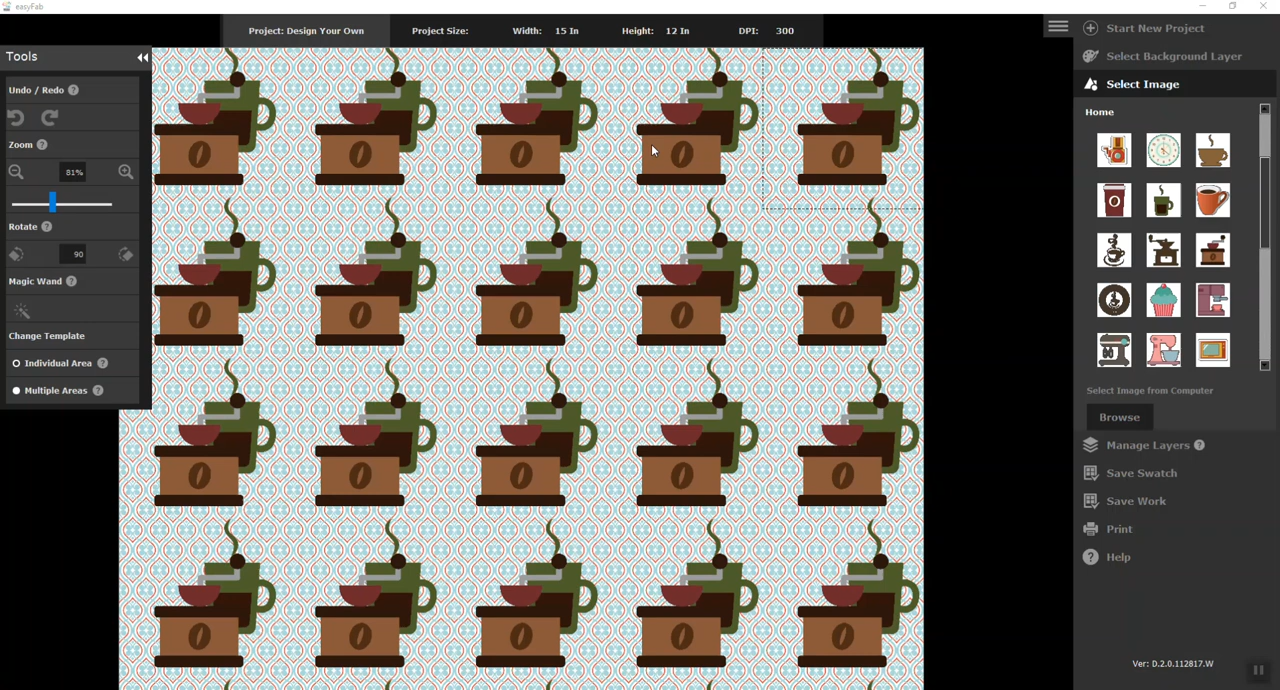 easyFab
Project: Design Your Own Project Size: Width: 15 In Height: 12 In DPI: 300
Tools
Undo / Redo ?
Zoom ?
81%
Rotate ?
90
Magic Wand ?
Change Template
Individual Area ?
Multiple Areas ?
Start New Project
Select Background Layer
Select Image
Home
Select Image from Computer
Browse
Manage Layers ?
Save Swatch
Save Work
Print
? Help
Ver: D.2.0.112817.W